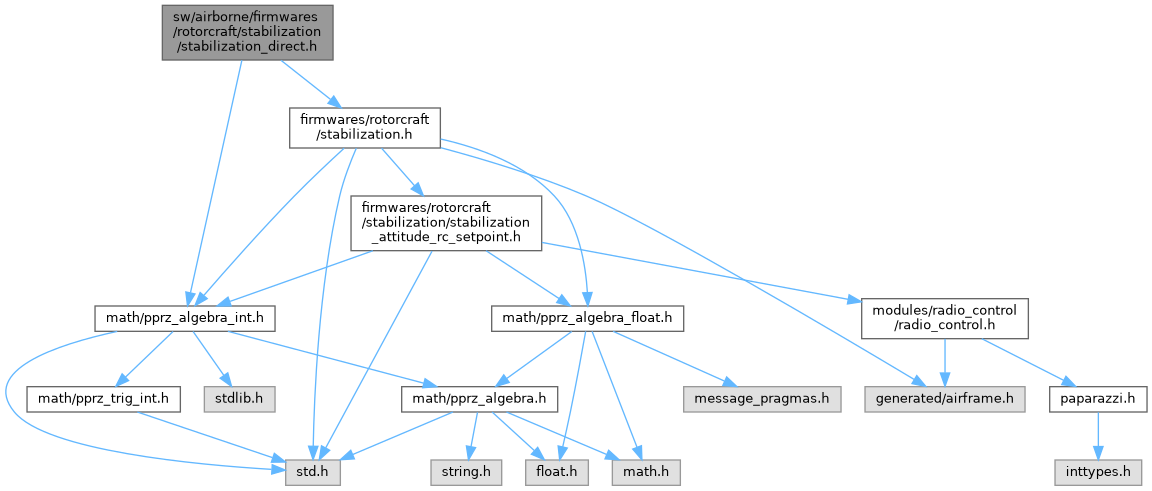 sw/airborne/firmwares
/rotorcraft/stabilization
/stabilization_direct.h
firmwares/rotorcraft
/stabilization.h
firmwares/rotorcraft
/stabilization/stabilization
_attitude_rc_setpoint.h
math/pprz_algebra_int.h
math/pprz_algebra_float.h
modules/radio_control
/radio_control.h
math/pprz_trig_int.h
stdlib.h
math/pprz_algebra.h
message_pragmas.h
generated/airframe.h
paparazzi.h
std.h
string.h
float.h
math.h
inttypes.h